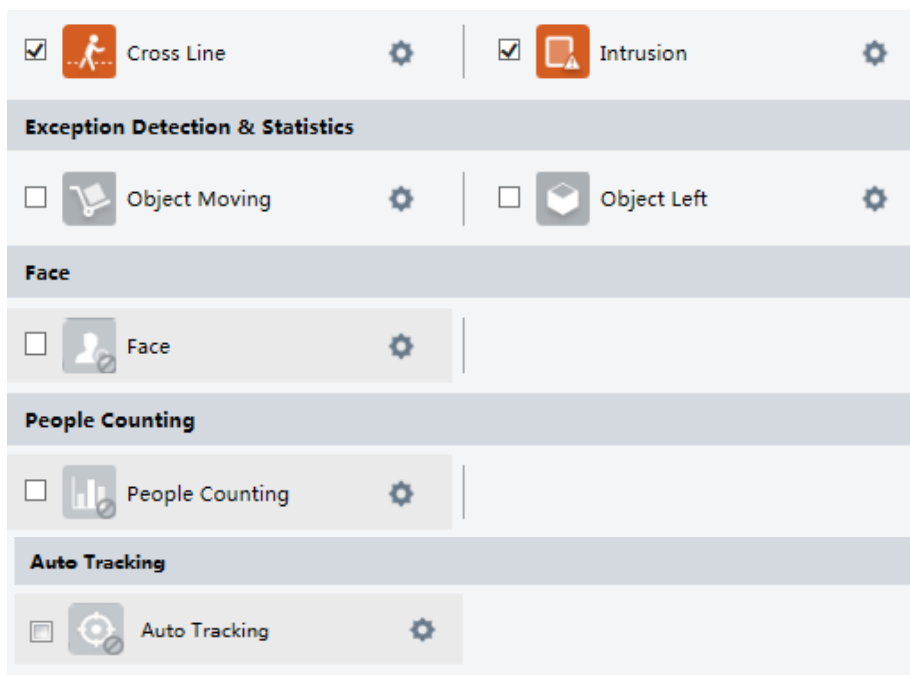 Cross Line
Intrusion
Exception Detection & Statistics
Object Moving
Object Left
Face
Face
People Counting
People Counting
Auto Tracking
Auto Tracking